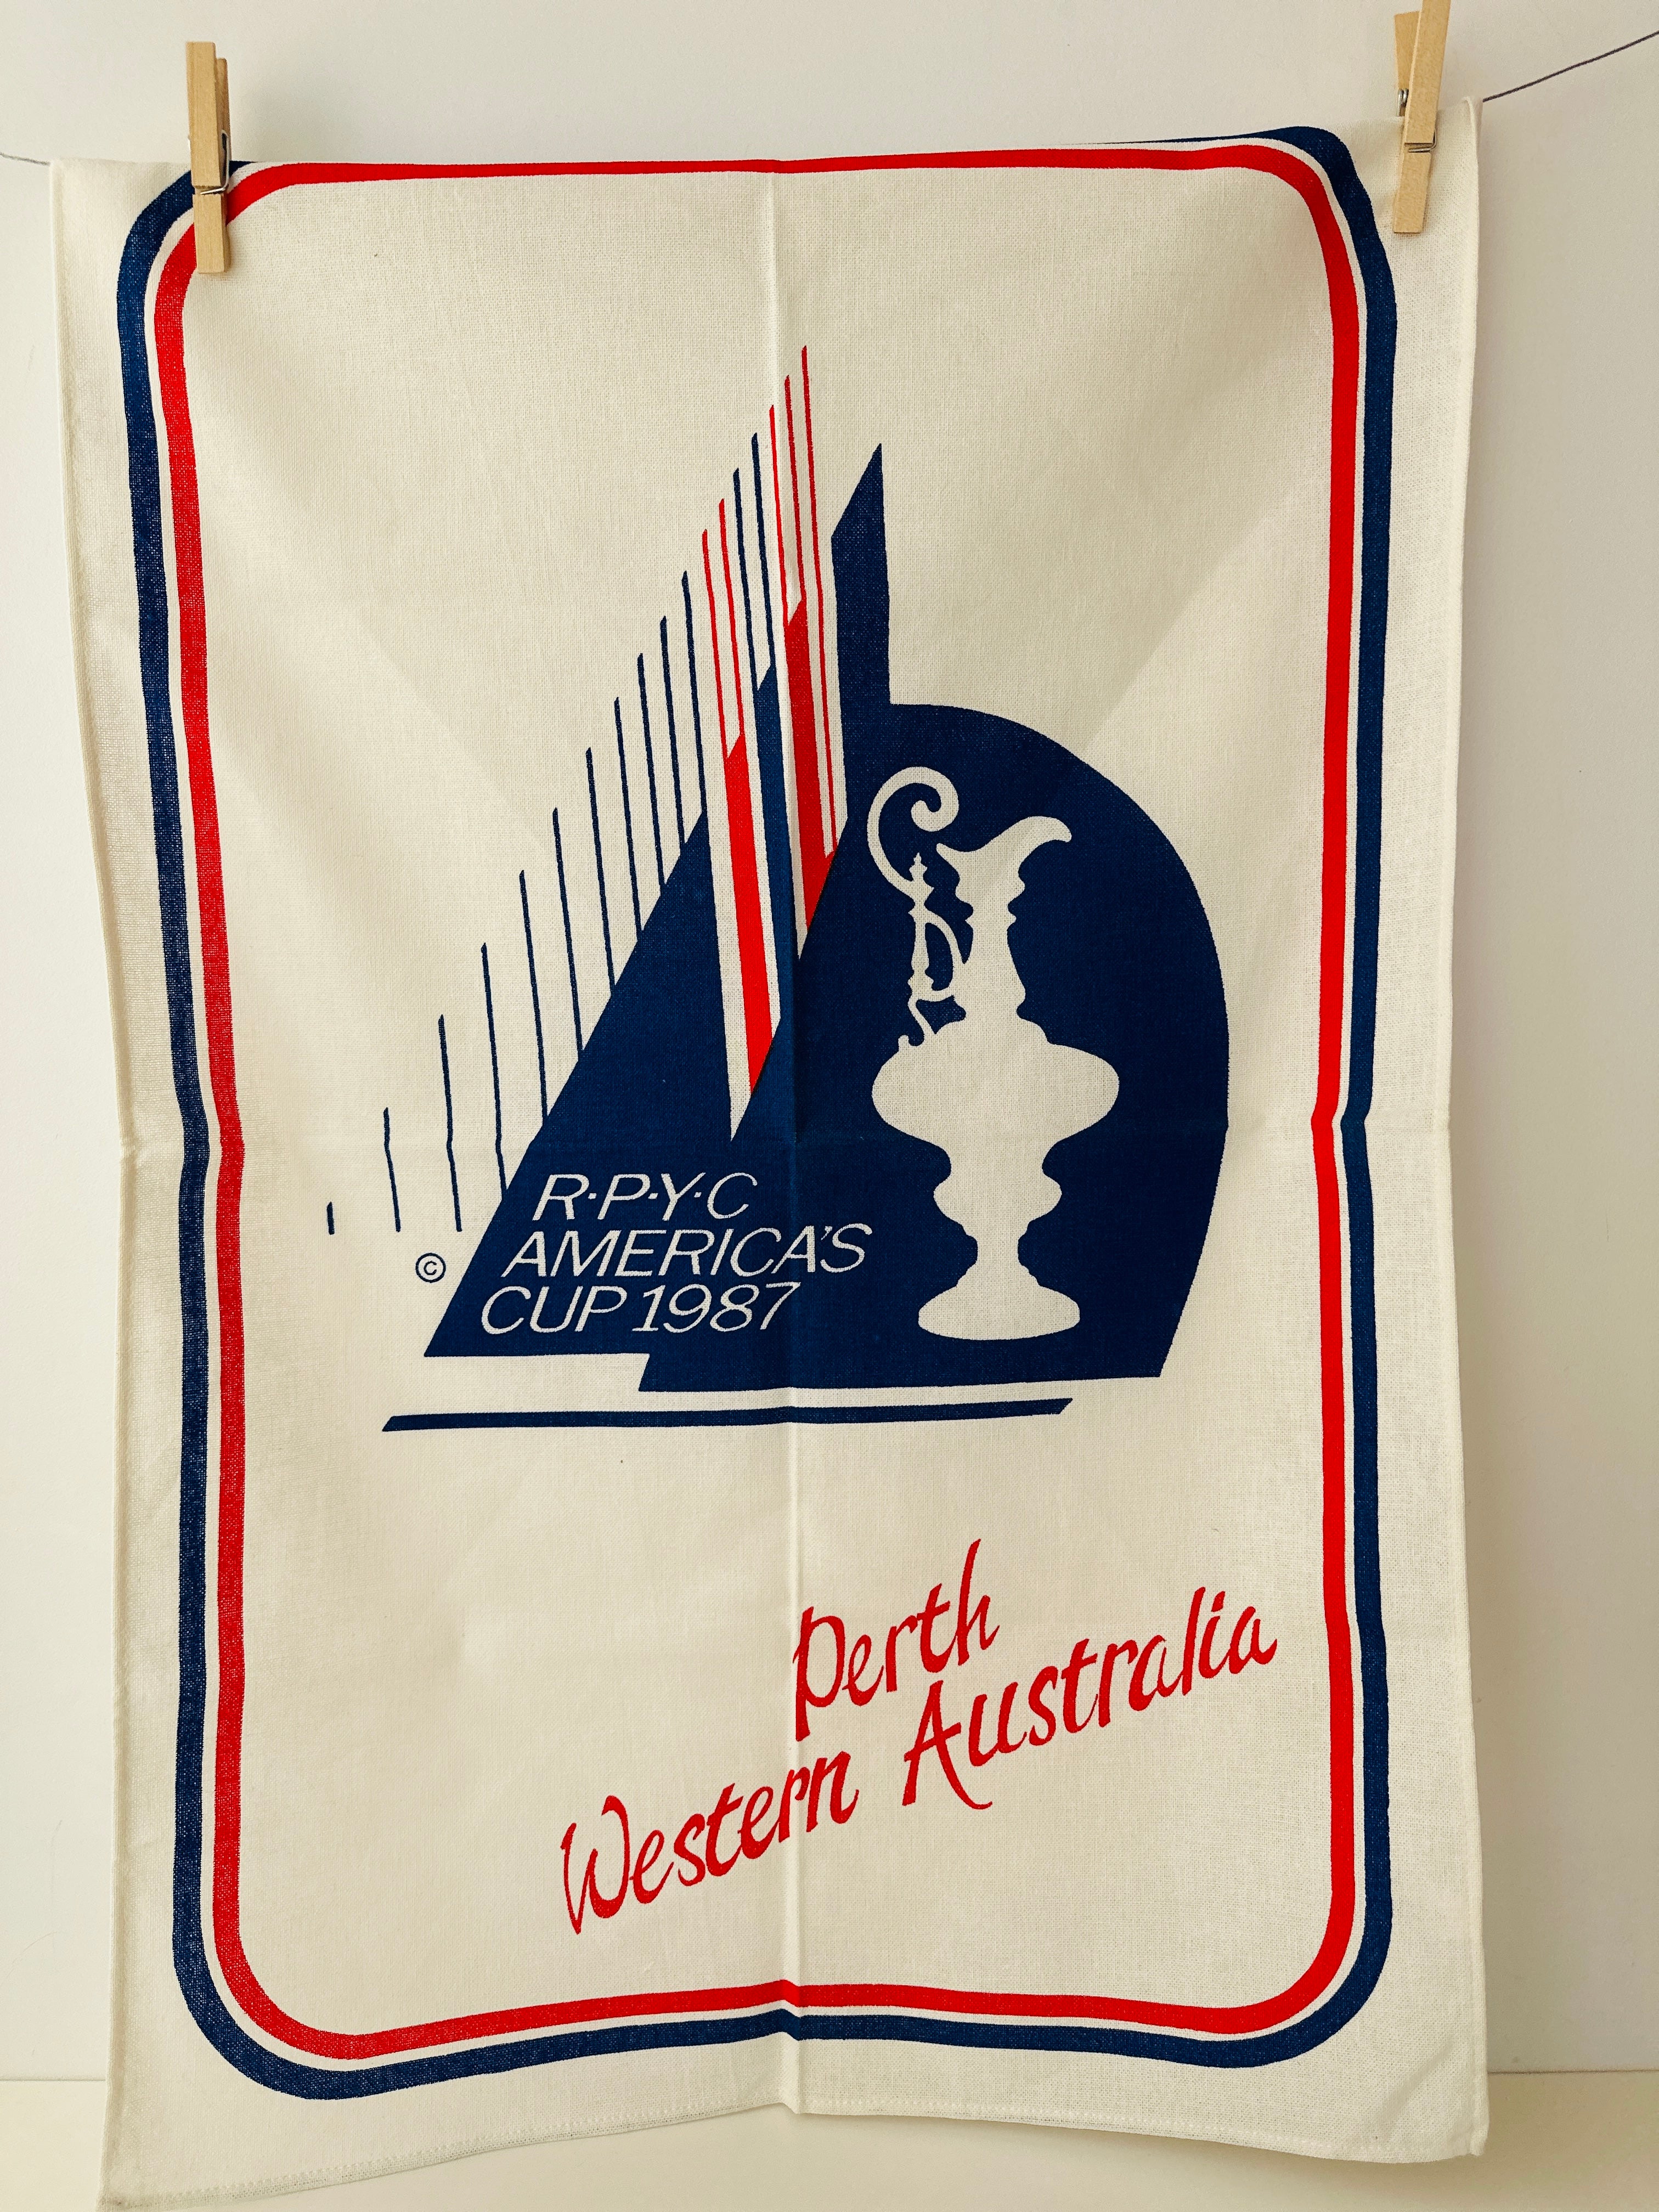 R·P·Y·C
AMERICA'S
© CUP 1987
Perth
Western Australia